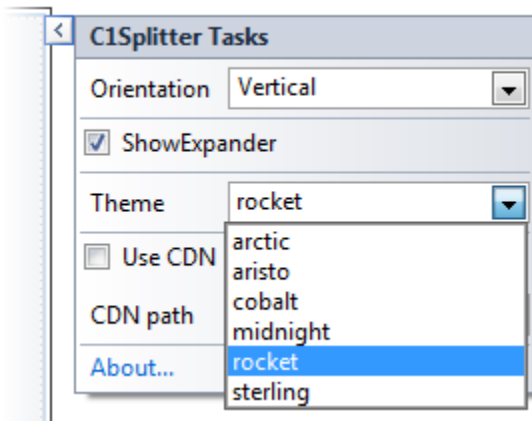 C1Splitter Tasks
Orientation Vertical
ShowExpander
Theme rocket
arctic
Use CDN aristo
cobalt
CDN path midnight
About... rocket
sterling